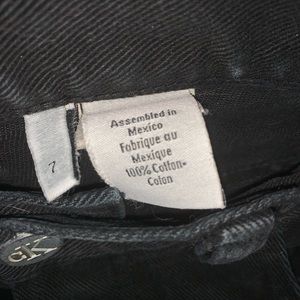 Assembled in
Mexico
Fabrique au
Mexique
100% Cotton-
Coton
7
CK